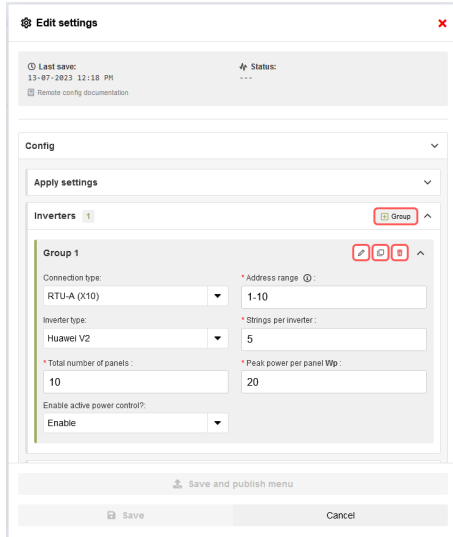 Edit settings
Last save:
13-07-2023 12:18 PM
Remote config documentation
Status:
---
Config
Apply settings
Inverters 1
Group
Group 1
Connection type:
* Address range :
RTU-A (X10)
1-10
Inverter type:
* Strings per inverter :
Huawei V2
5
* Total number of panels :
* Peak power per panel Wp :
10
20
Enable active power control?:
Enable
Save and publish menu
Save
Cancel